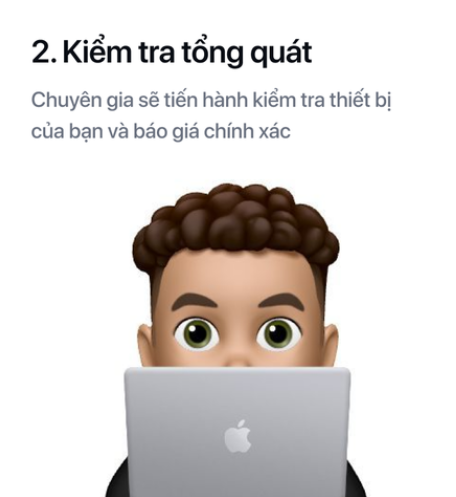 2. Kiểm tra tổng quát
Chuyên gia sẽ tiến hành kiểm tra thiết bị
của bạn và báo giá chính xác